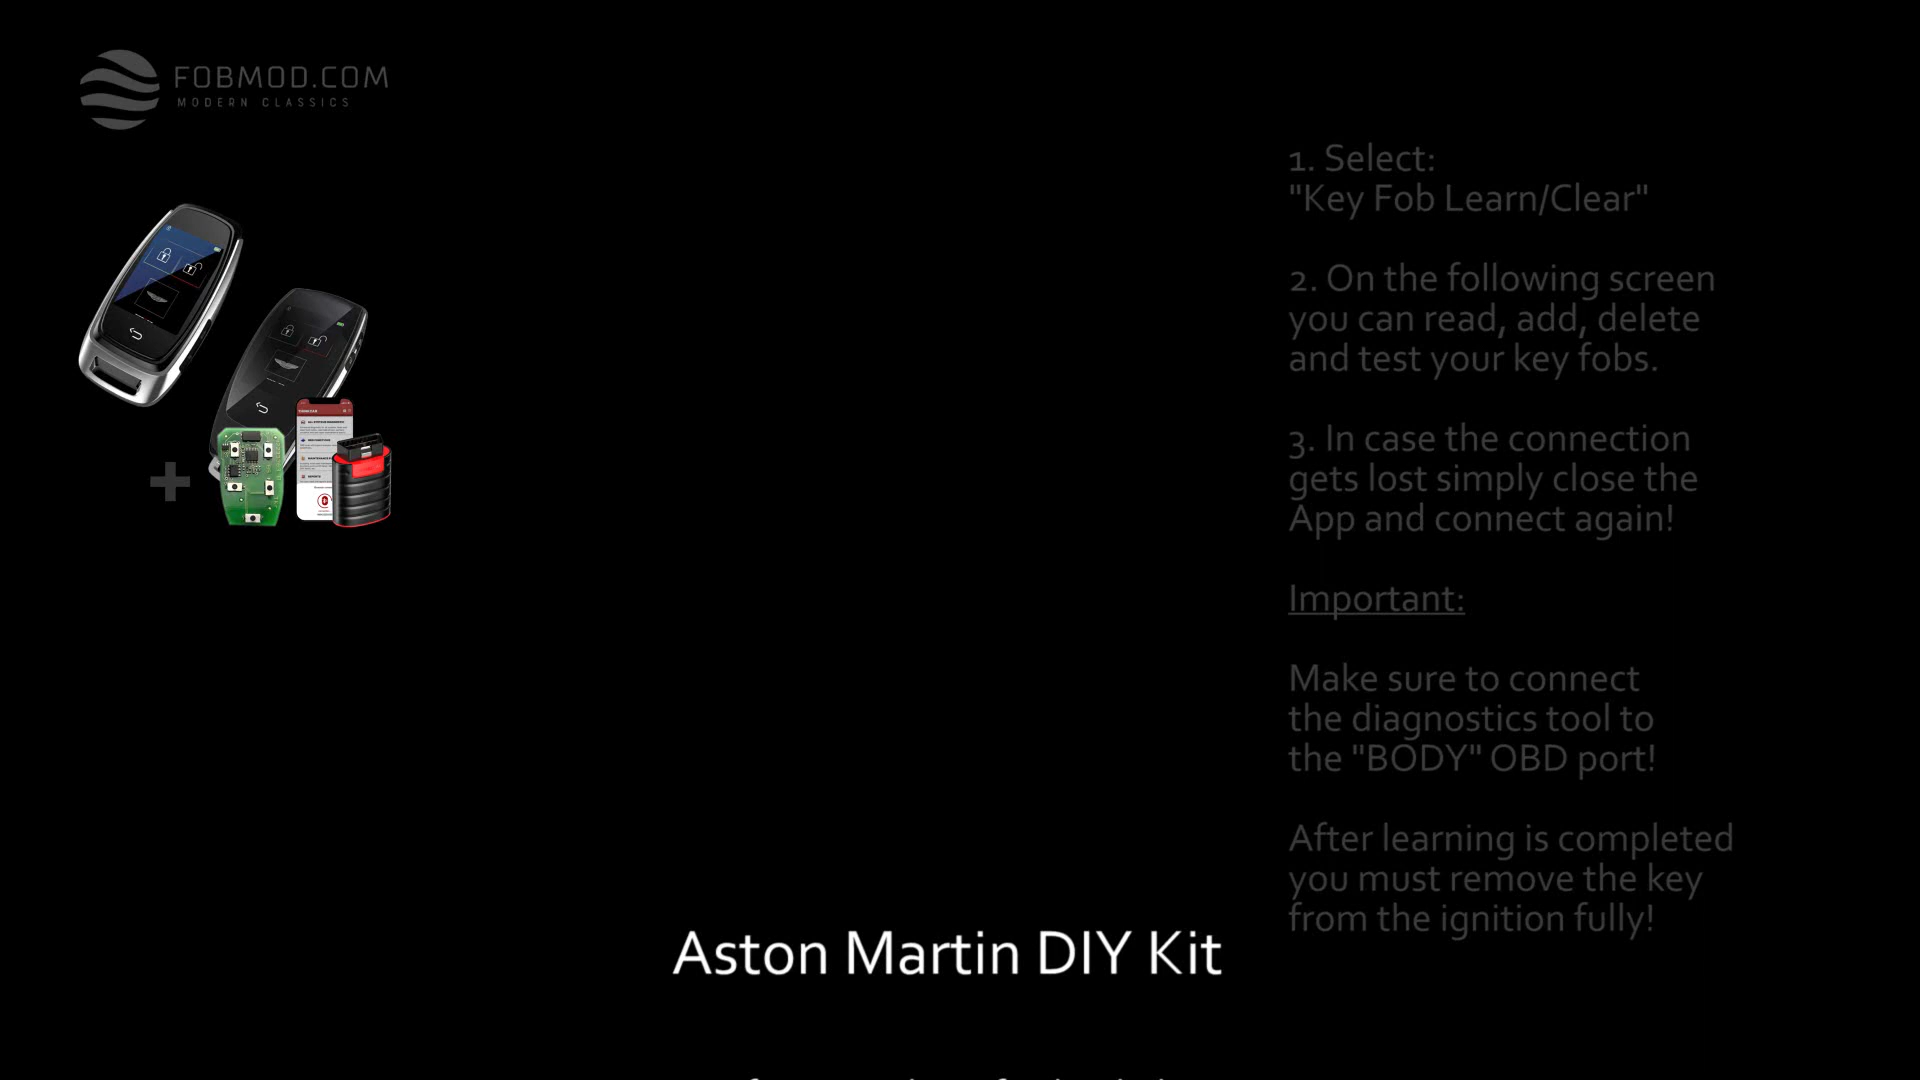 FOBMOD.COM
MODERN CLASSICS
1. Select:
"Key Fob Learn/Clear"
2. On the following screen
you can read, add, delete
and test your key fobs.
3. In case the connection
gets lost simply close the
App and connect again!
Important:
Make sure to connect
the diagnostics tool to
the "BODY" OBD port!
After learning is completed
you must remove the key
from the ignition fully!
Aston Martin DIY Kit